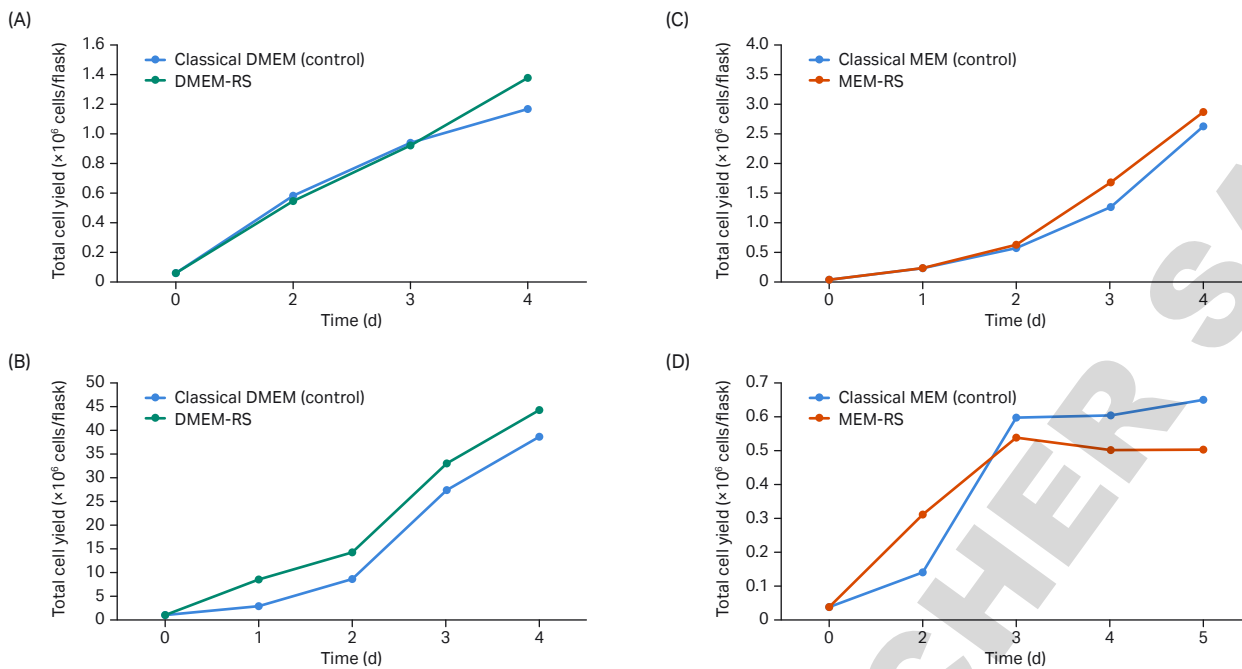 (A)
1.6
1.4
1.2
1.0
0.8
0.6
0.4
0.2
0
Total cell yield (×10⁶ cells/flask)
Classical DMEM (control)
DMEM-RS
0 2 3 4
Time (d)
(B)
50
45
40
35
30
25
20
15
10
5
0
Total cell yield (×10⁶ cells/flask)
Classical DMEM (control)
DMEM-RS
0 1 2 3 4
Time (d)
(C)
4.0
3.5
3.0
2.5
2.0
1.5
1.0
0.5
0
Total cell yield (×10⁶ cells/flask)
Classical MEM (control)
MEM-RS
0 1 2 3 4
Time (d)
(D)
0.7
0.6
0.5
0.4
0.3
0.2
0.1
0
Total cell yield (×10⁶ cells/flask)
Classical MEM (control)
MEM-RS
0 2 3 4 5
Time (d)
CHER S